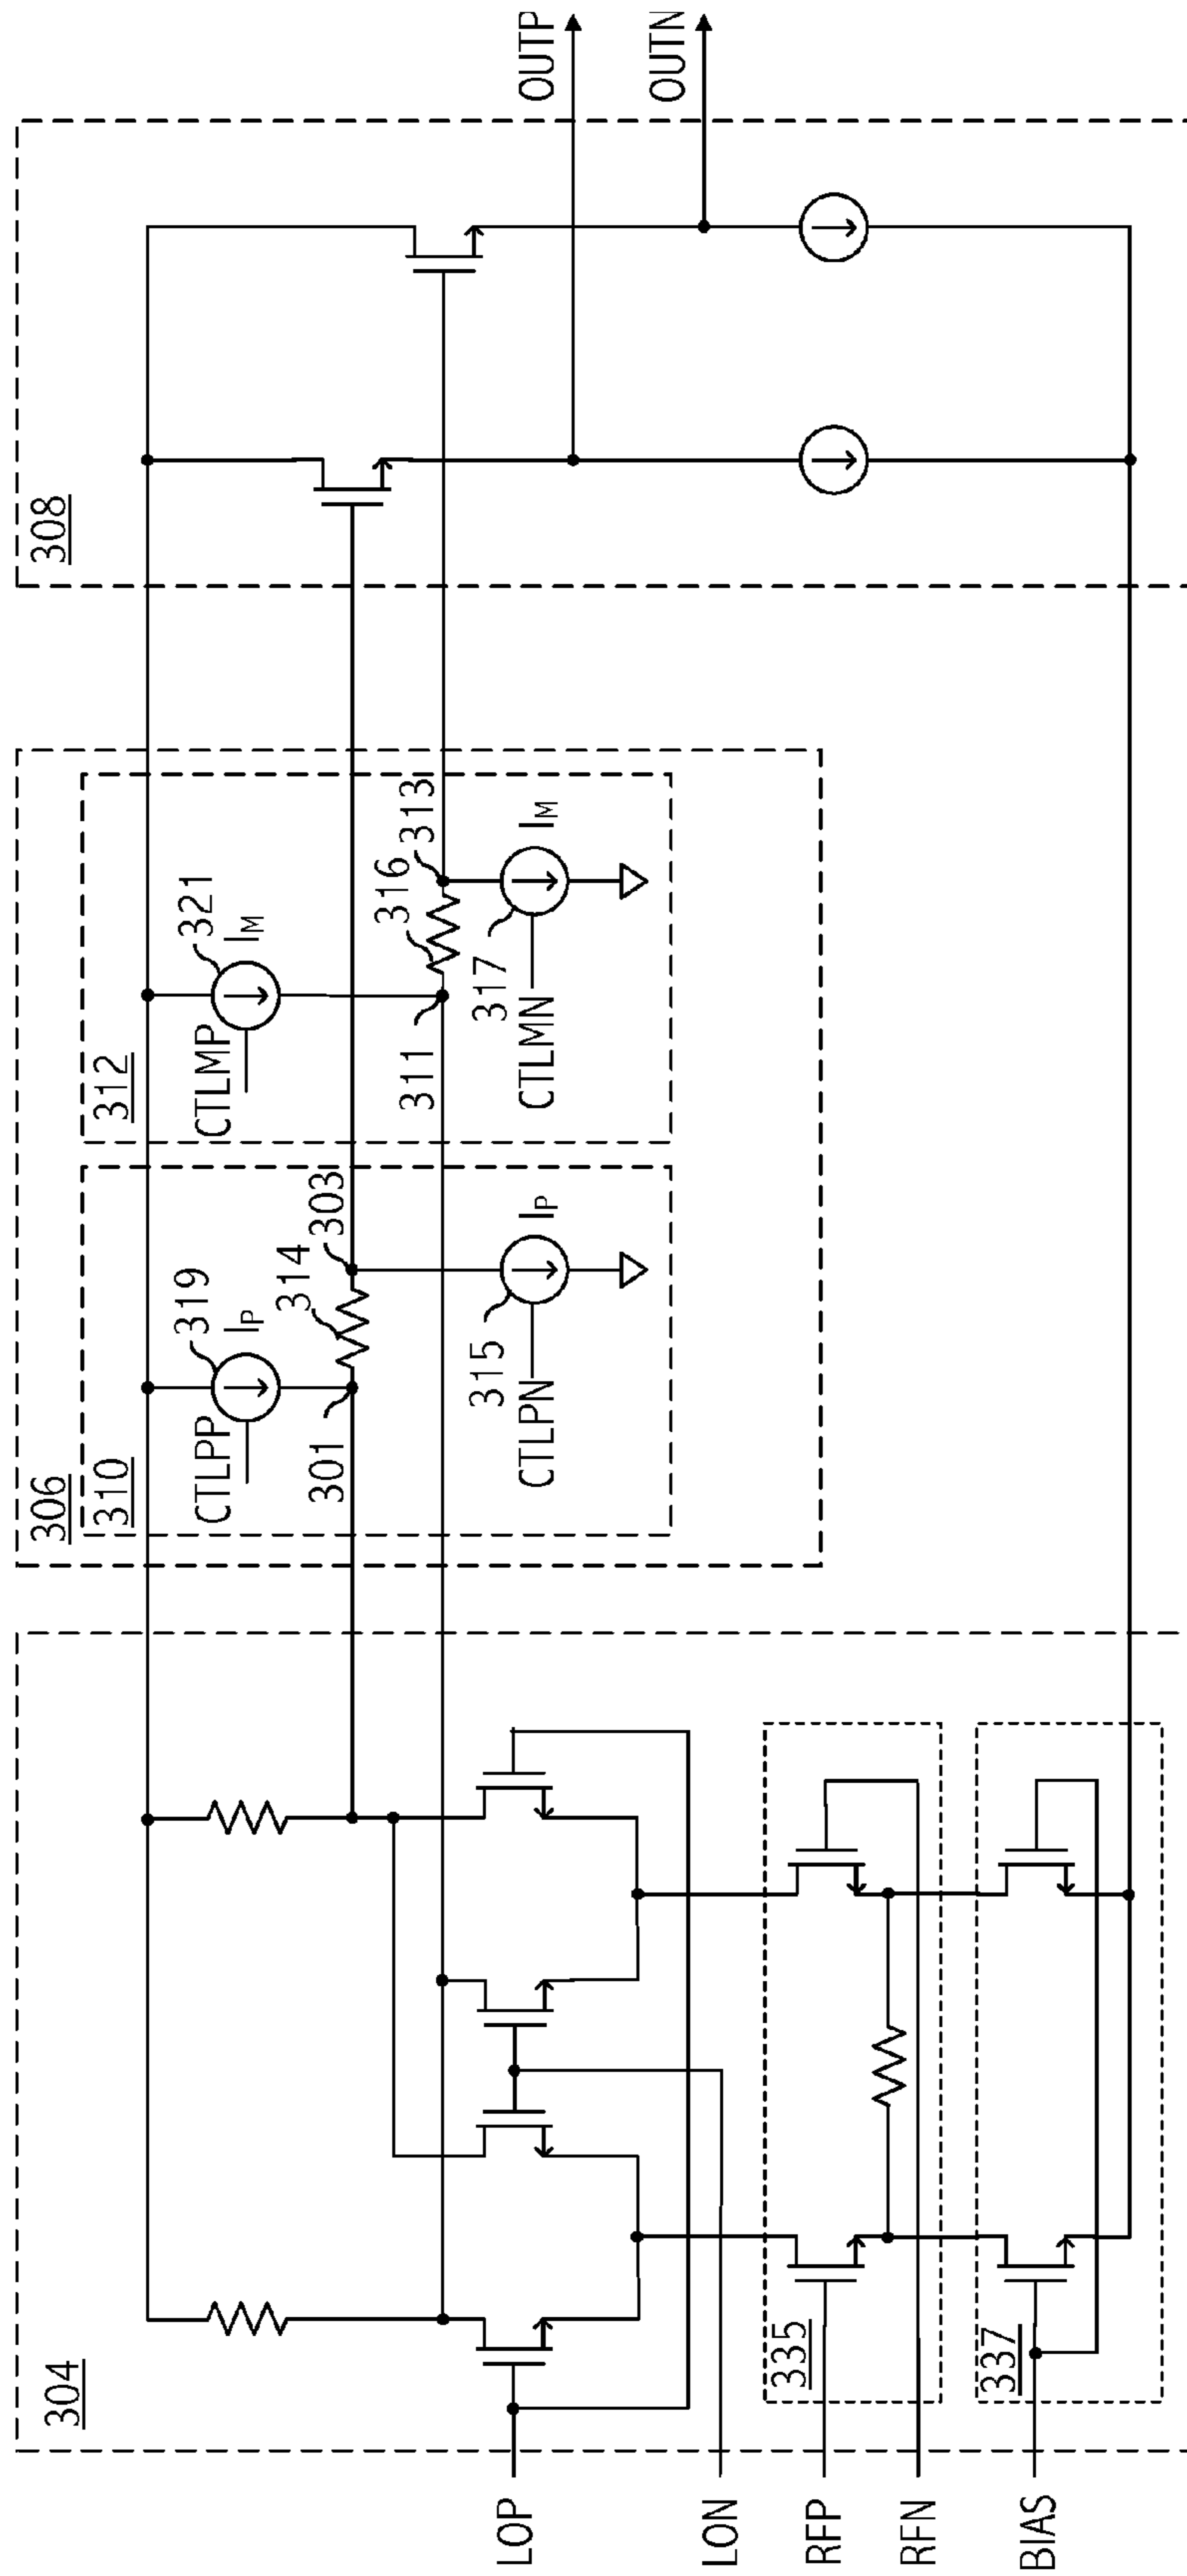 304
LOP
LON
RFP
RFN
BIAS
335
337
306
310
CTLPP
319
I_P
301
314
303
CTLPN
315
I_P
312
CTLMP
321
I_M
311
316
313
CTLMN
317
I_M
308
OUTP
OUTN